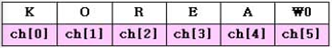 K O R E A ₩0
ch[0] ch[1] ch[2] ch[3] ch[4] ch[5]